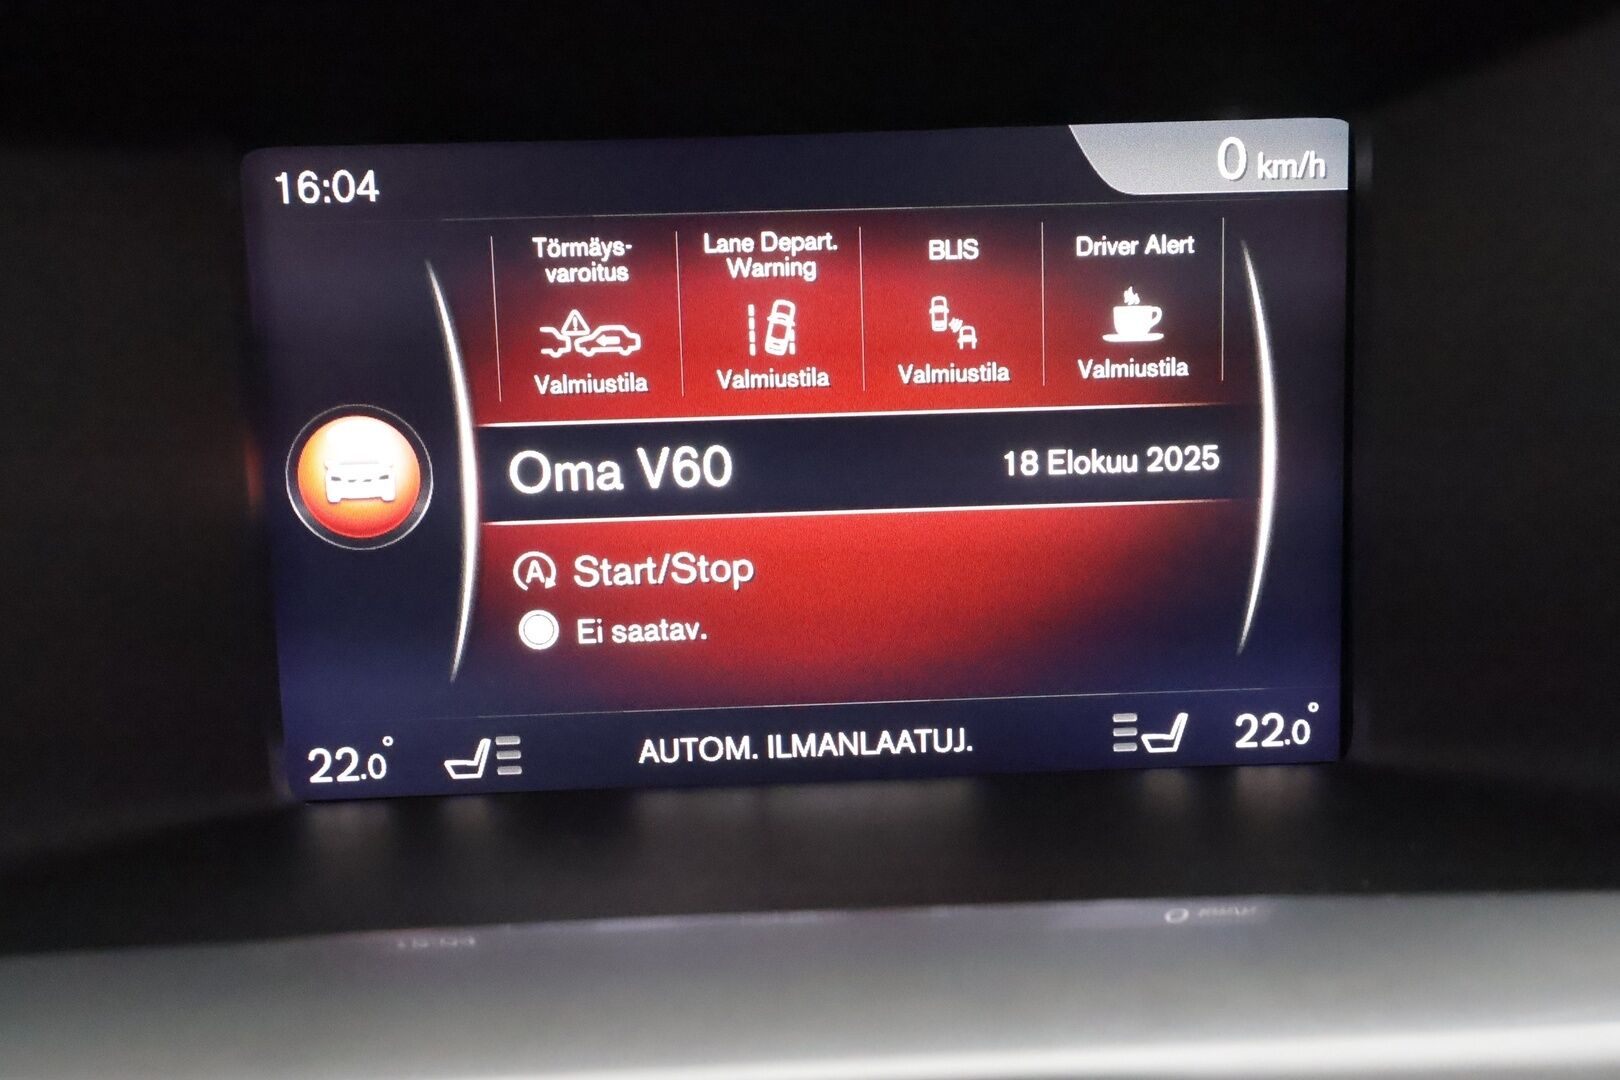 16:04
0 km/h
Törmäys-
varoitus
Lane Depart.
Warning
BLIS
Driver Alert
Valmiustila
Valmiustila
Valmiustila
Valmiustila
Oma V60
18 Elokuu 2025
A Start/Stop
Ei saatav.
22.0°
AUTOM. ILMANLAATUJ.
22.0°